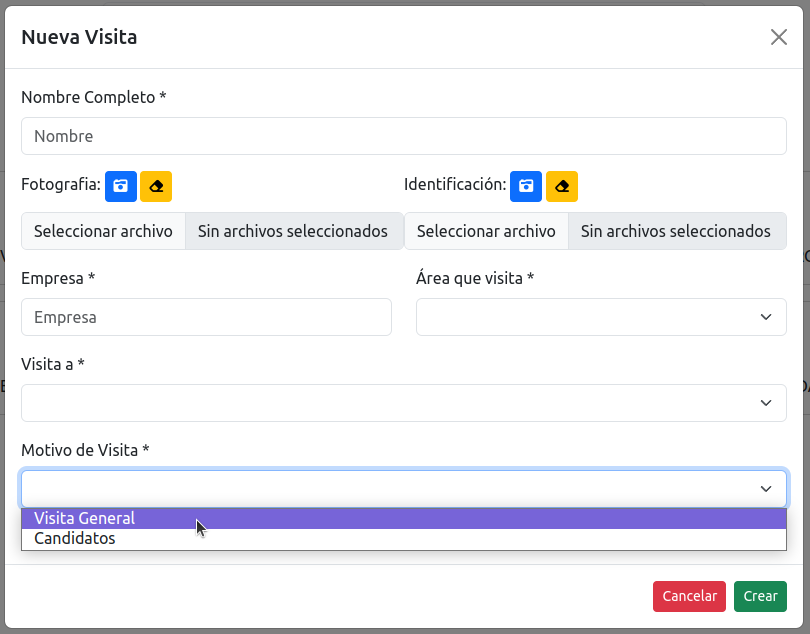 Nueva Visita
Nombre Completo *
Nombre
Fotografia: Identificación:
Seleccionar archivo Sin archivos seleccionados Seleccionar archivo Sin archivos seleccionados
Empresa * Área que visita *
Empresa
Visita a *
Motivo de Visita *
Visita General
Candidatos
Cancelar Crear